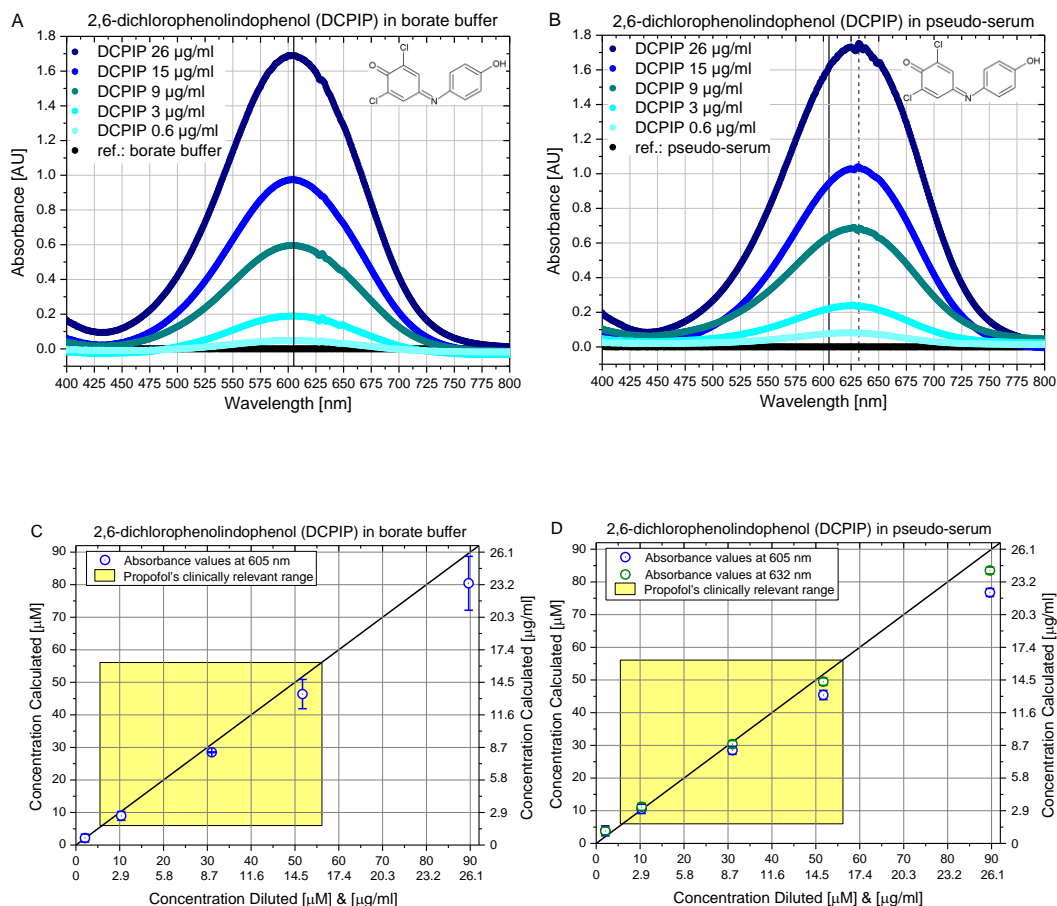 A
2,6-dichlorophenolindophenol (DCPIP) in borate buffer
DCPIP 26 µg/ml
DCPIP 15 µg/ml
DCPIP 9 µg/ml
DCPIP 3 µg/ml
DCPIP 0.6 µg/ml
ref.: borate buffer
Cl
O
OH
Cl
N
Absorbance [AU]
1.8
1.6
1.4
1.2
1.0
0.8
0.6
0.4
0.2
0.0
400 425 450 475 500 525 550 575 600 625 650 675 700 725 750 775 800
Wavelength [nm]
B
2,6-dichlorophenolindophenol (DCPIP) in pseudo-serum
DCPIP 26 µg/ml
DCPIP 15 µg/ml
DCPIP 9 µg/ml
DCPIP 3 µg/ml
DCPIP 0.6 µg/ml
ref.: pseudo-serum
Cl
O
OH
Cl
N
Absorbance [AU]
1.8
1.6
1.4
1.2
1.0
0.8
0.6
0.4
0.2
0.0
400 425 450 475 500 525 550 575 600 625 650 675 700 725 750 775 800
Wavelength [nm]
C
2,6-dichlorophenolindophenol (DCPIP) in borate buffer
Absorbance values at 605 nm
Propofol's clinically relevant range
Concentration Calculated [µM]
90
80
70
60
50
40
30
20
10
0
26.1
23.2
20.3
17.4
14.5
11.6
8.7
5.8
2.9
0
Concentration Calculated [µg/ml]
0 10 20 30 40 50 60 70 80 90
0 2.9 5.8 8.7 11.6 14.5 17.4 20.3 23.2 26.1
Concentration Diluted [µM] & [µg/ml]
D
2,6-dichlorophenolindophenol (DCPIP) in pseudo-serum
Absorbance values at 605 nm
Absorbance values at 632 nm
Propofol's clinically relevant range
Concentration Calculated [µM]
90
80
70
60
50
40
30
20
10
0
26.1
23.2
20.3
17.4
14.5
11.6
8.7
5.8
2.9
0
Concentration Calculated [µg/ml]
0 10 20 30 40 50 60 70 80 90
0 2.9 5.8 8.7 11.6 14.5 17.4 20.3 23.2 26.1
Concentration Diluted [µM] & [µg/ml]